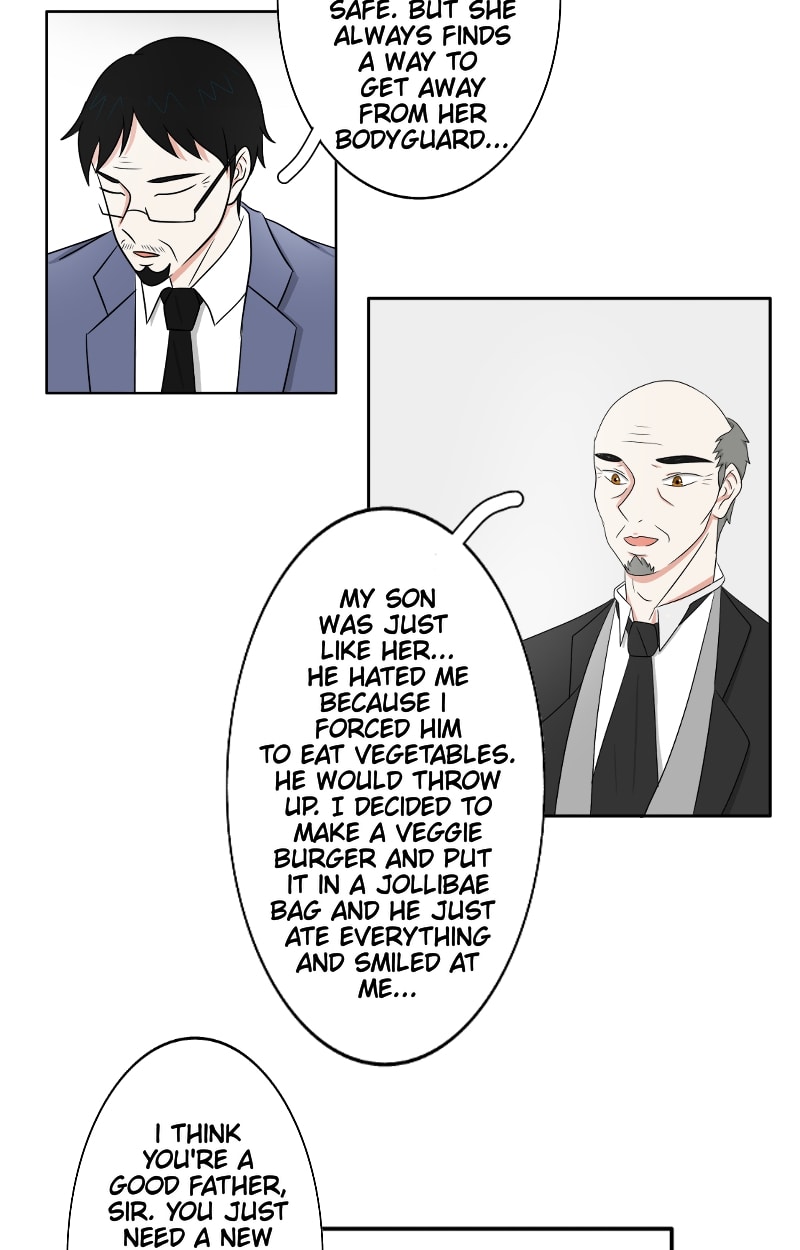 SAFE. BUT SHE
ALWAYS FINDS
A WAY TO
GET AWAY
FROM HER
BODYGUARD...
MY SON
WAS JUST
LIKE HER...
HE HATED ME
BECAUSE I
FORCED HIM
TO EAT VEGETABLES.
HE WOULD THROW
UP. I DECIDED TO
MAKE A VEGGIE
BURGER AND PUT
IT IN A JOLLIBAE
BAG AND HE JUST
ATE EVERYTHING
AND SMILED AT
ME...
I THINK
YOU'RE A
GOOD FATHER,
SIR. YOU JUST
NEED A NEW